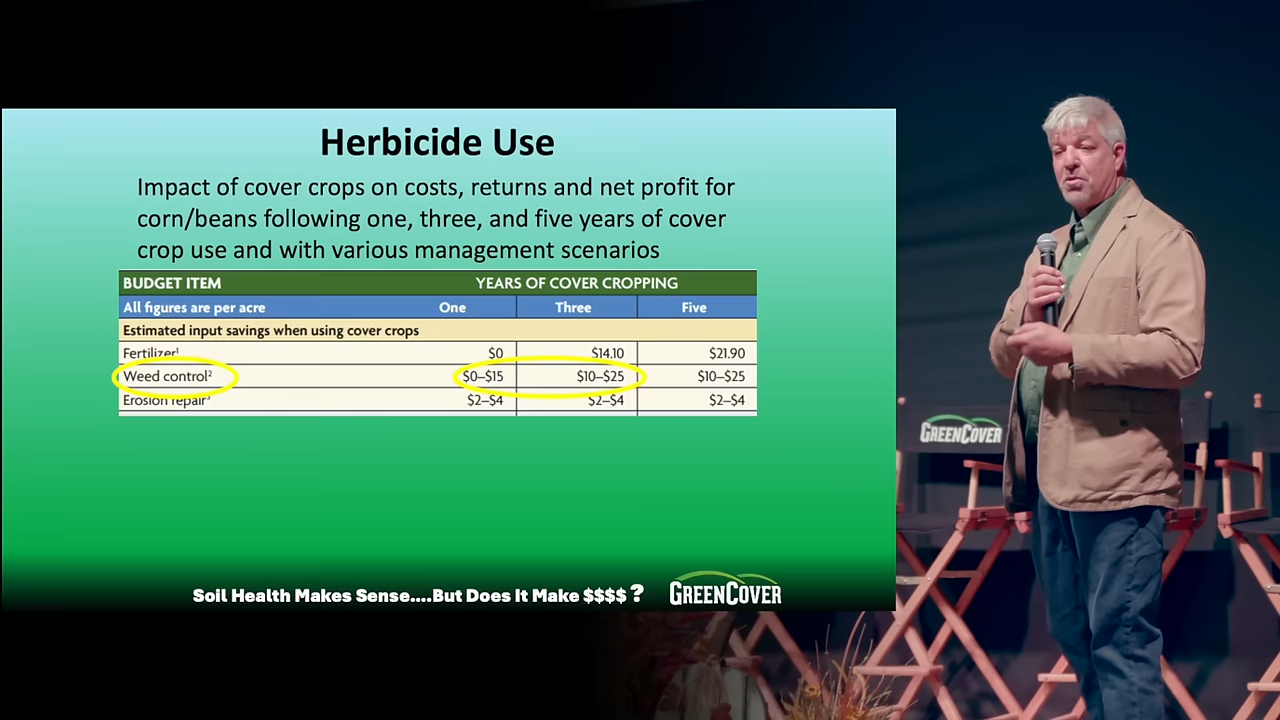 Herbicide Use
Impact of cover crops on costs, returns and net profit for
corn/beans following one, three, and five years of cover
crop use and with various management scenarios
BUDGET ITEM YEARS OF COVER CROPPING
All figures are per acre One Three Five
Estimated input savings when using cover crops
Fertilizer¹ $0 $14.10 $21.90
Weed control² $0–$15 $10–$25 $10–$25
Erosion repair³ $2–$4 $2–$4 $2–$4
Soil Health Makes Sense....But Does It Make $$$$ ?
GREENCOVER
GREENCOVER